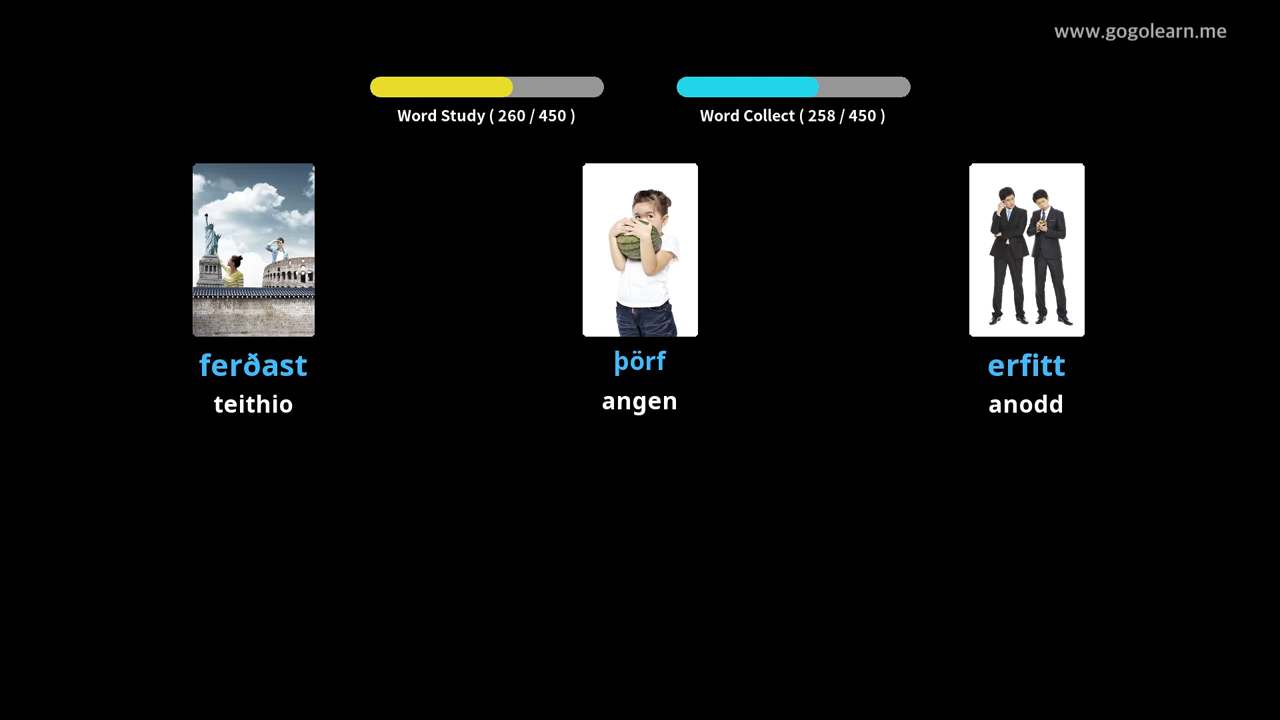 www.gogolearn.me
Word Study ( 260 / 450 )
Word Collect ( 258 / 450 )
ferðast
teithio
þörf
angen
erfitt
anodd